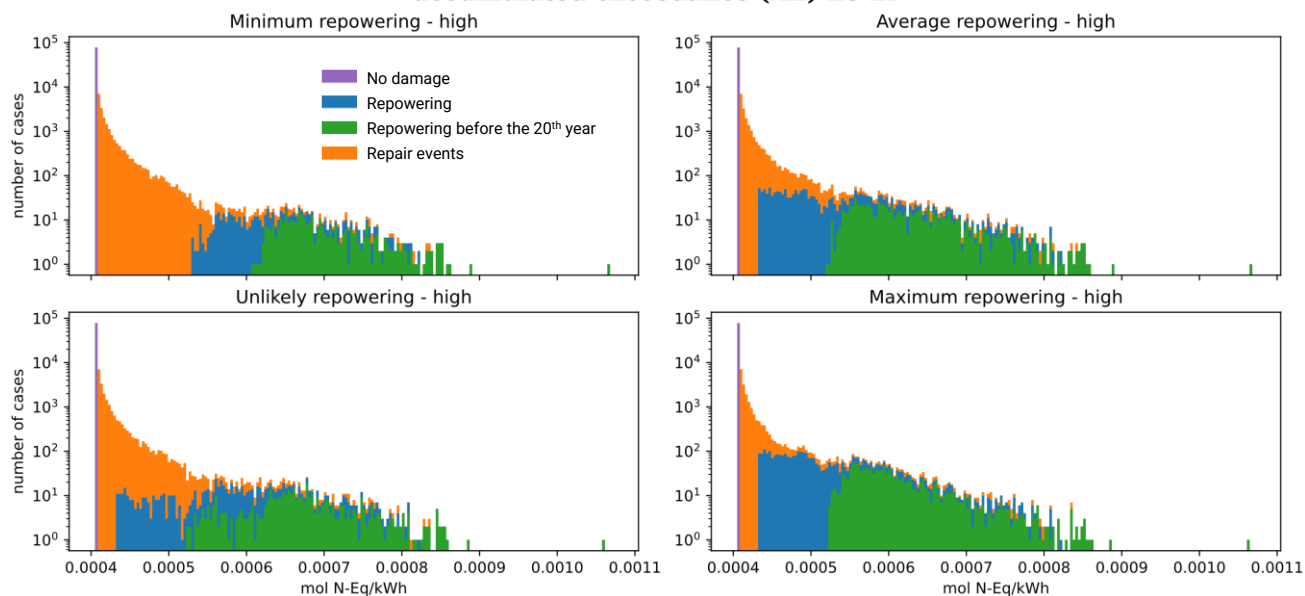 Minimum repowering - high
Average repowering - high
number of cases
10⁵
10⁴
10³
10²
10¹
10⁰
No damage
Repowering
Repowering before the 20th year
Repair events
10⁵
10⁴
10³
10²
10¹
10⁰
Unlikely repowering - high
Maximum repowering - high
number of cases
10⁵
10⁴
10³
10²
10¹
10⁰
10⁵
10⁴
10³
10²
10¹
10⁰
0.0004 0.0005 0.0006 0.0007 0.0008 0.0009 0.0010 0.0011
mol N-Eq/kWh
0.0004 0.0005 0.0006 0.0007 0.0008 0.0009 0.0010 0.0011
mol N-Eq/kWh